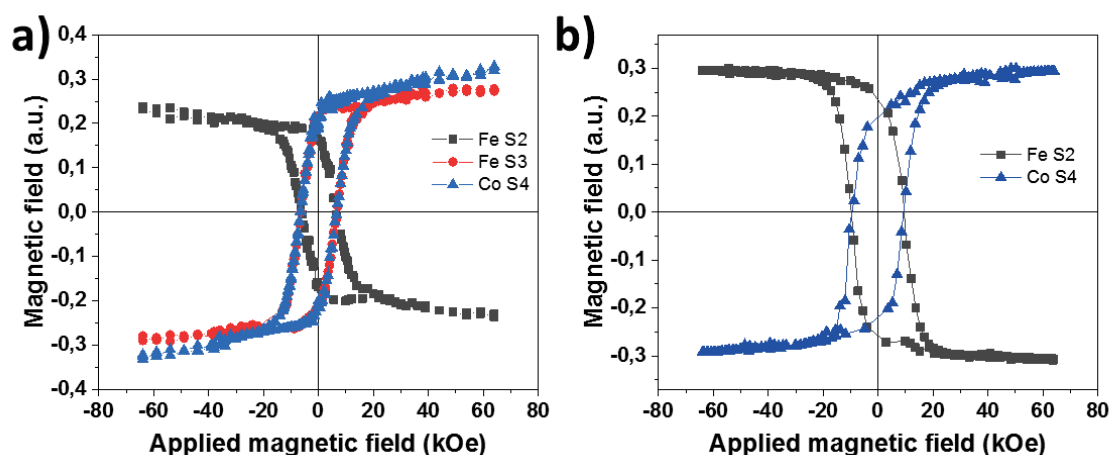 a)
0,4
0,3
0,2
0,1
0,0
-0,1
-0,2
-0,3
-0,4
Magnetic field (a.u.)
Fe S2
Fe S3
Co S4
-80 -60 -40 -20 0 20 40 60 80
Applied magnetic field (kOe)
b)
0,3
0,2
0,1
0,0
-0,1
-0,2
-0,3
Magnetic field (a.u.)
Fe S2
Co S4
-80 -60 -40 -20 0 20 40 60 80
Applied magnetic field (kOe)